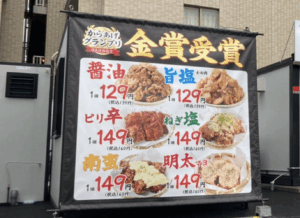 からあげ
グランプリ
金賞受賞
醤油
1個 129円
旨塩
1個 129円
ピリ辛
1個 149円
ねぎ塩
1個 149円
南蛮
1個 149円
明太マヨ
1個 149円